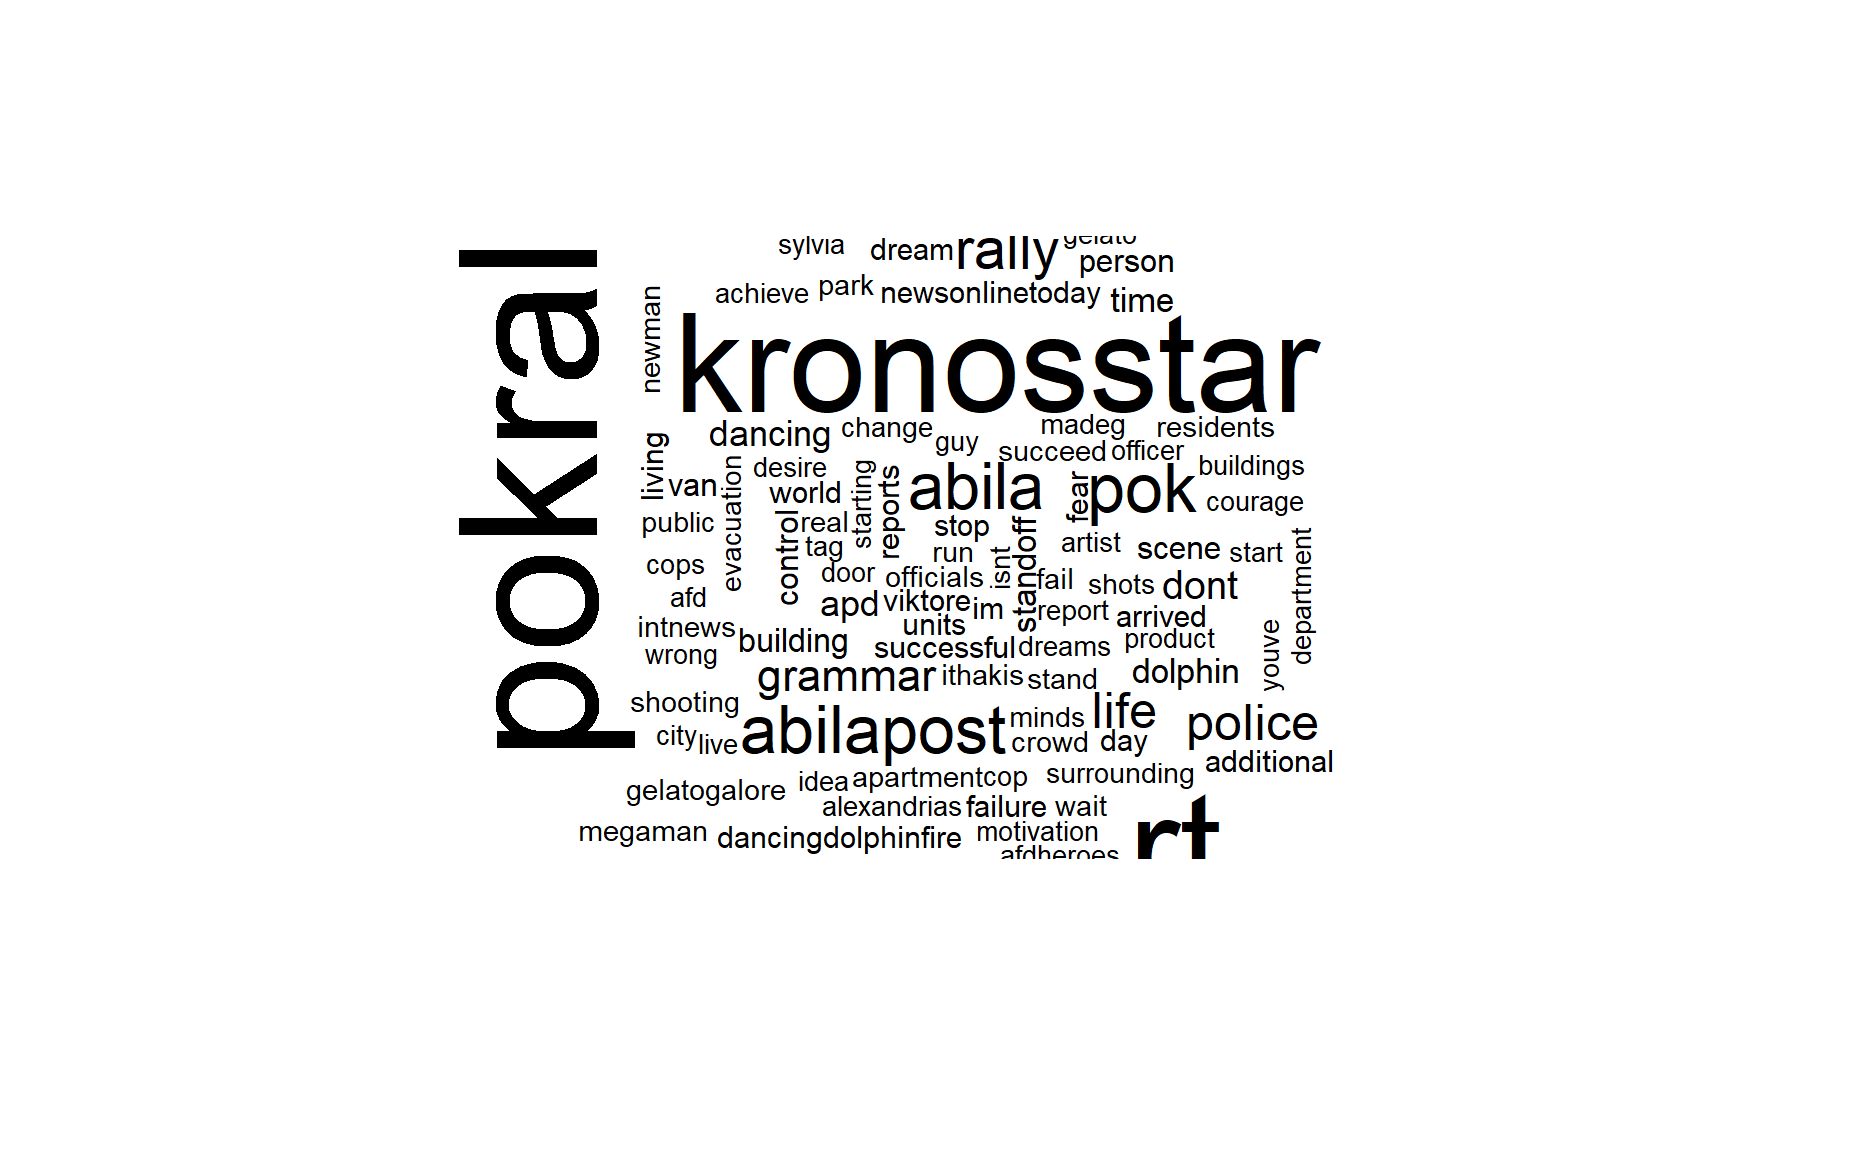 pokral
sylvia dream rally gelato
person
achieve park newsonlinetoday time
newman
kronosstar
dancing change guy madeg residents
succeed officer
living van evacuation desire world starting reports abila fear pok buildings
courage
public control real tag stop standoff artist scene start department
cops door run officials isnt fail shots dont
afd apd viktore im report arrived
intnews building units successful dreams product youve
wrong
grammar ithakis stand dolphin
shooting abilapost minds life police
city live crowd day
additional
gelatogalore idea apartment cop surrounding
alexandrias failure wait rt
megaman dancingdolphinfire motivation
afdheroes